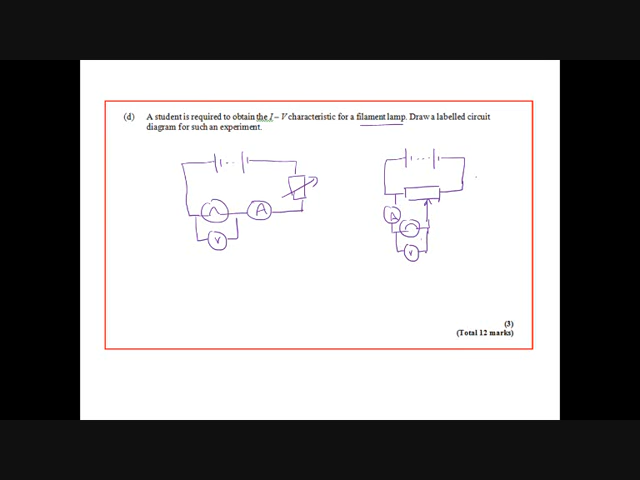 (d) A student is required to obtain the I – V characteristic for a filament lamp. Draw a labelled circuit
diagram for such an experiment.
A
V
A
V
(3)
(Total 12 marks)